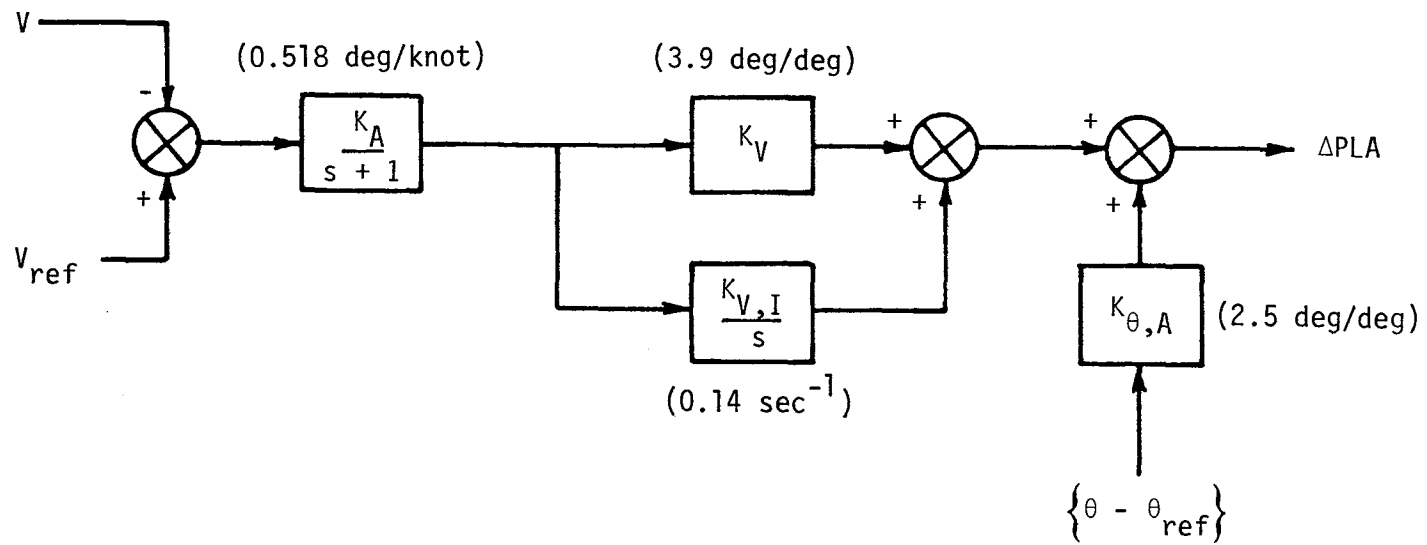 V
(0.518 deg/knot)
(3.9 deg/deg)
-
K_A
s + 1
K_V
+
+
ΔPLA
+
+
+
V_ref
K_V,I
s
K_θ,A
(2.5 deg/deg)
(0.14 sec^-1)
{θ - θ_ref}